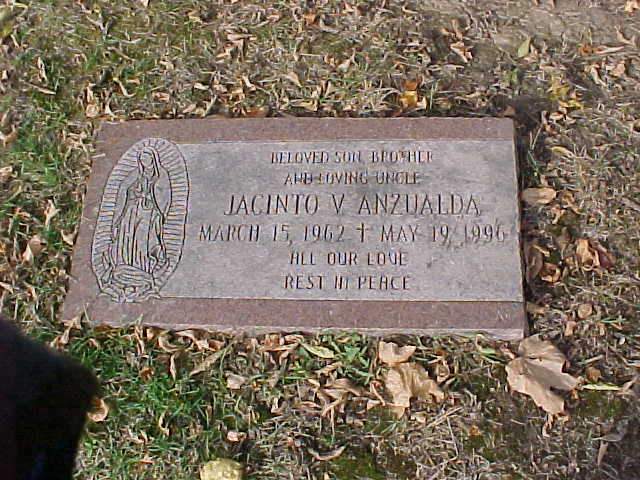 BELOVED SON, BROTHER
AND LOVING UNCLE
JACINTO V. ANZUALDA
MARCH 15, 1962 ✝ MAY 19, 1996
ALL OUR LOVE
REST IN PEACE